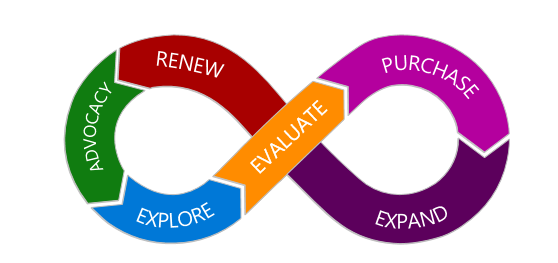 RENEW
PURCHASE
ADVOCACY
EVALUATE
EXPLORE
EXPAND